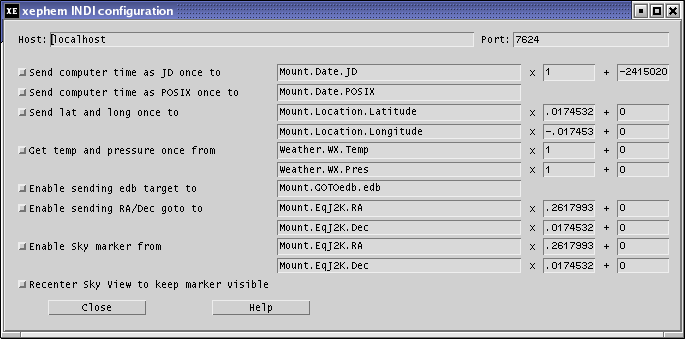 XE xephem INDI configuration
Host: localhost Port: 7624
Send computer time as JD once to Mount.Date.JD x 1 + -2415020
Send computer time as POSIX once to Mount.Date.POSIX
Send lat and long once to Mount.Location.Latitude x .0174532 + 0
Mount.Location.Longitude x -.017453 + 0
Get temp and pressure once from Weather.WX.Temp x 1 + 0
Weather.WX.Pres x 1 + 0
Enable sending edb target to Mount.GOTOedb.edb
Enable sending RA/Dec goto to Mount.EqJ2K.RA x .2617993 + 0
Mount.EqJ2K.Dec x .0174532 + 0
Enable Sky marker from Mount.EqJ2K.RA x .2617993 + 0
Mount.EqJ2K.Dec x .0174532 + 0
Recenter Sky View to keep marker visible
Close Help